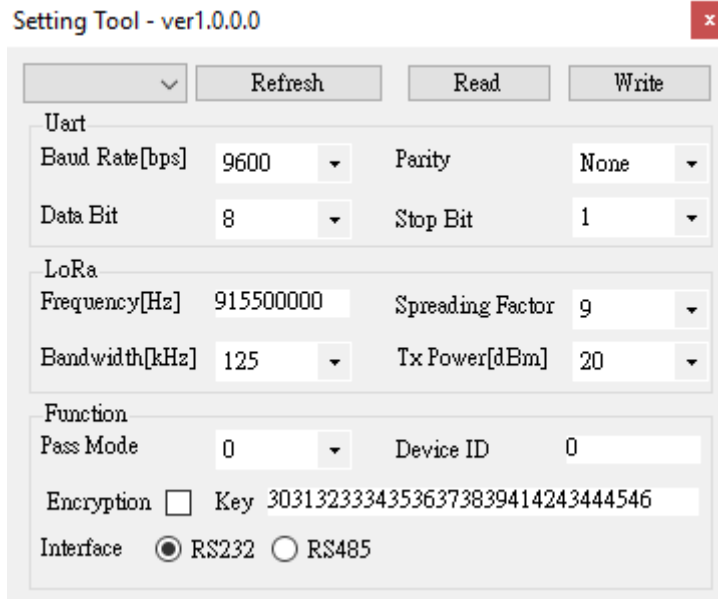 Setting Tool - ver1.0.0.0 x
Refresh Read Write
Uart
Baud Rate[bps] 9600 Parity None
Data Bit 8 Stop Bit 1
LoRa
Frequency[Hz] 915500000 Spreading Factor 9
Bandwidth[kHz] 125 Tx Power[dBm] 20
Function
Pass Mode 0 Device ID 0
Encryption Key 30313233343536373839414243444546
Interface RS232 RS485